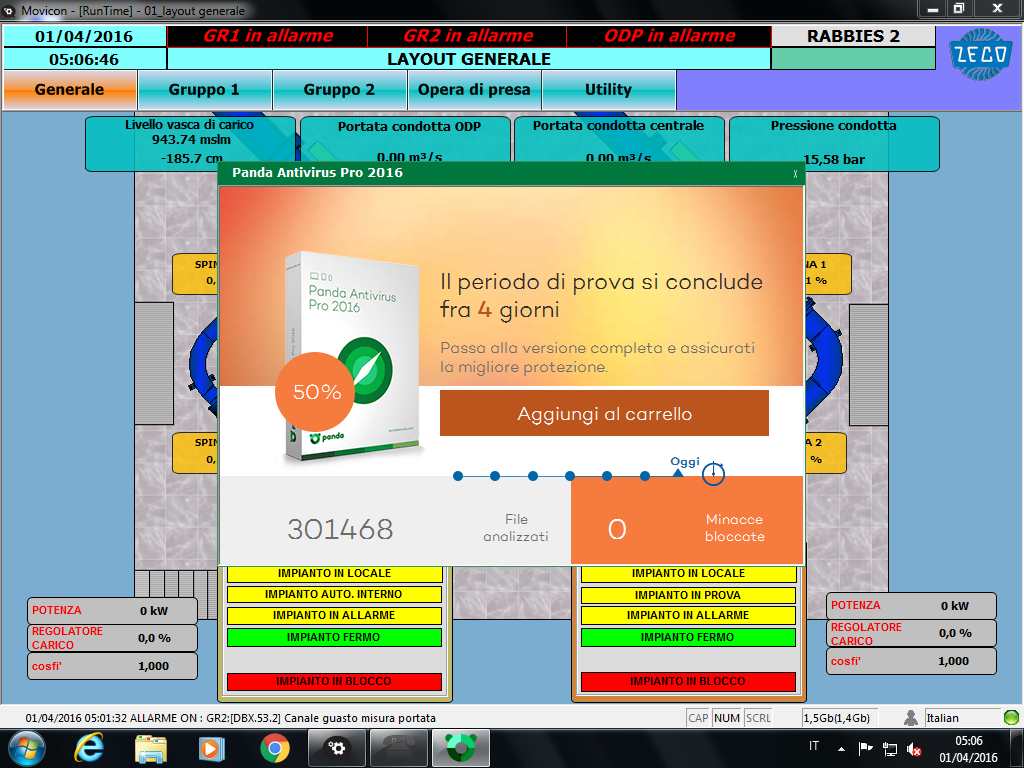 Movicon - [RunTime] - 01_layout generale
01/04/2016
GR1 in allarme
GR2 in allarme
ODP in allarme
RABBIES 2
ZECO
05:06:46
LAYOUT GENERALE
Generale
Gruppo 1
Gruppo 2
Opera di presa
Utility
Livello vasca di carico
943.74 mslm
-185.7 cm
Portata condotta ODP
0,00 m³/s
Portata condotta centrale
0,00 m³/s
Pressione condotta
15,58 bar
Panda Antivirus Pro 2016
Panda Antivirus
Pro 2016
50%
panda
Il periodo di prova si conclude
fra 4 giorni
Passa alla versione completa e assicurati
la migliore protezione.
Aggiungi al carrello
Oggi
301468
File
analizzati
0
Minacce
bloccate
SPIN
0,
NA 1
1 %
SPIN
0,
A 2
%
IMPIANTO IN LOCALE
IMPIANTO AUTO. INTERNO
IMPIANTO IN ALLARME
IMPIANTO FERMO
IMPIANTO IN BLOCCO
IMPIANTO IN LOCALE
IMPIANTO IN PROVA
IMPIANTO IN ALLARME
IMPIANTO FERMO
IMPIANTO IN BLOCCO
POTENZA 0 kW
REGOLATORE
CARICO 0,0 %
cosfi' 1,000
POTENZA 0 kW
REGOLATORE
CARICO 0,0 %
cosfi' 1,000
01/04/2016 05:01:32 ALLARME ON : GR2:[DBX.53.2] Canale guasto misura portata
CAP NUM SCRL
1,5Gb(1,4Gb)
Italian
IT
05:06
01/04/2016